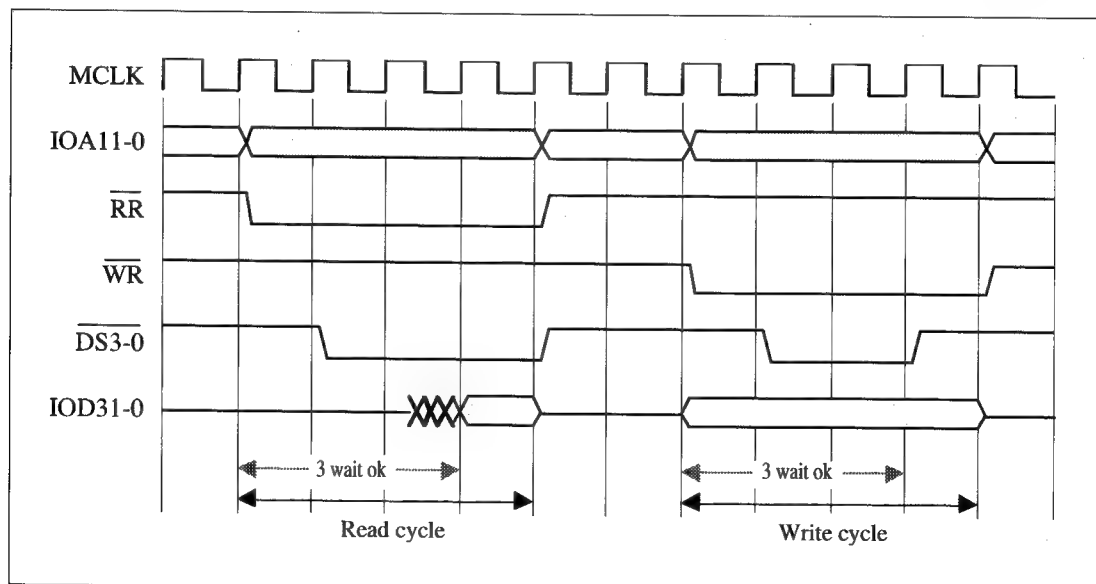 MCLK
IOA11-0
RR
WR
DS3-0
IOD31-0
3 wait ok 3 wait ok
Read cycle Write cycle